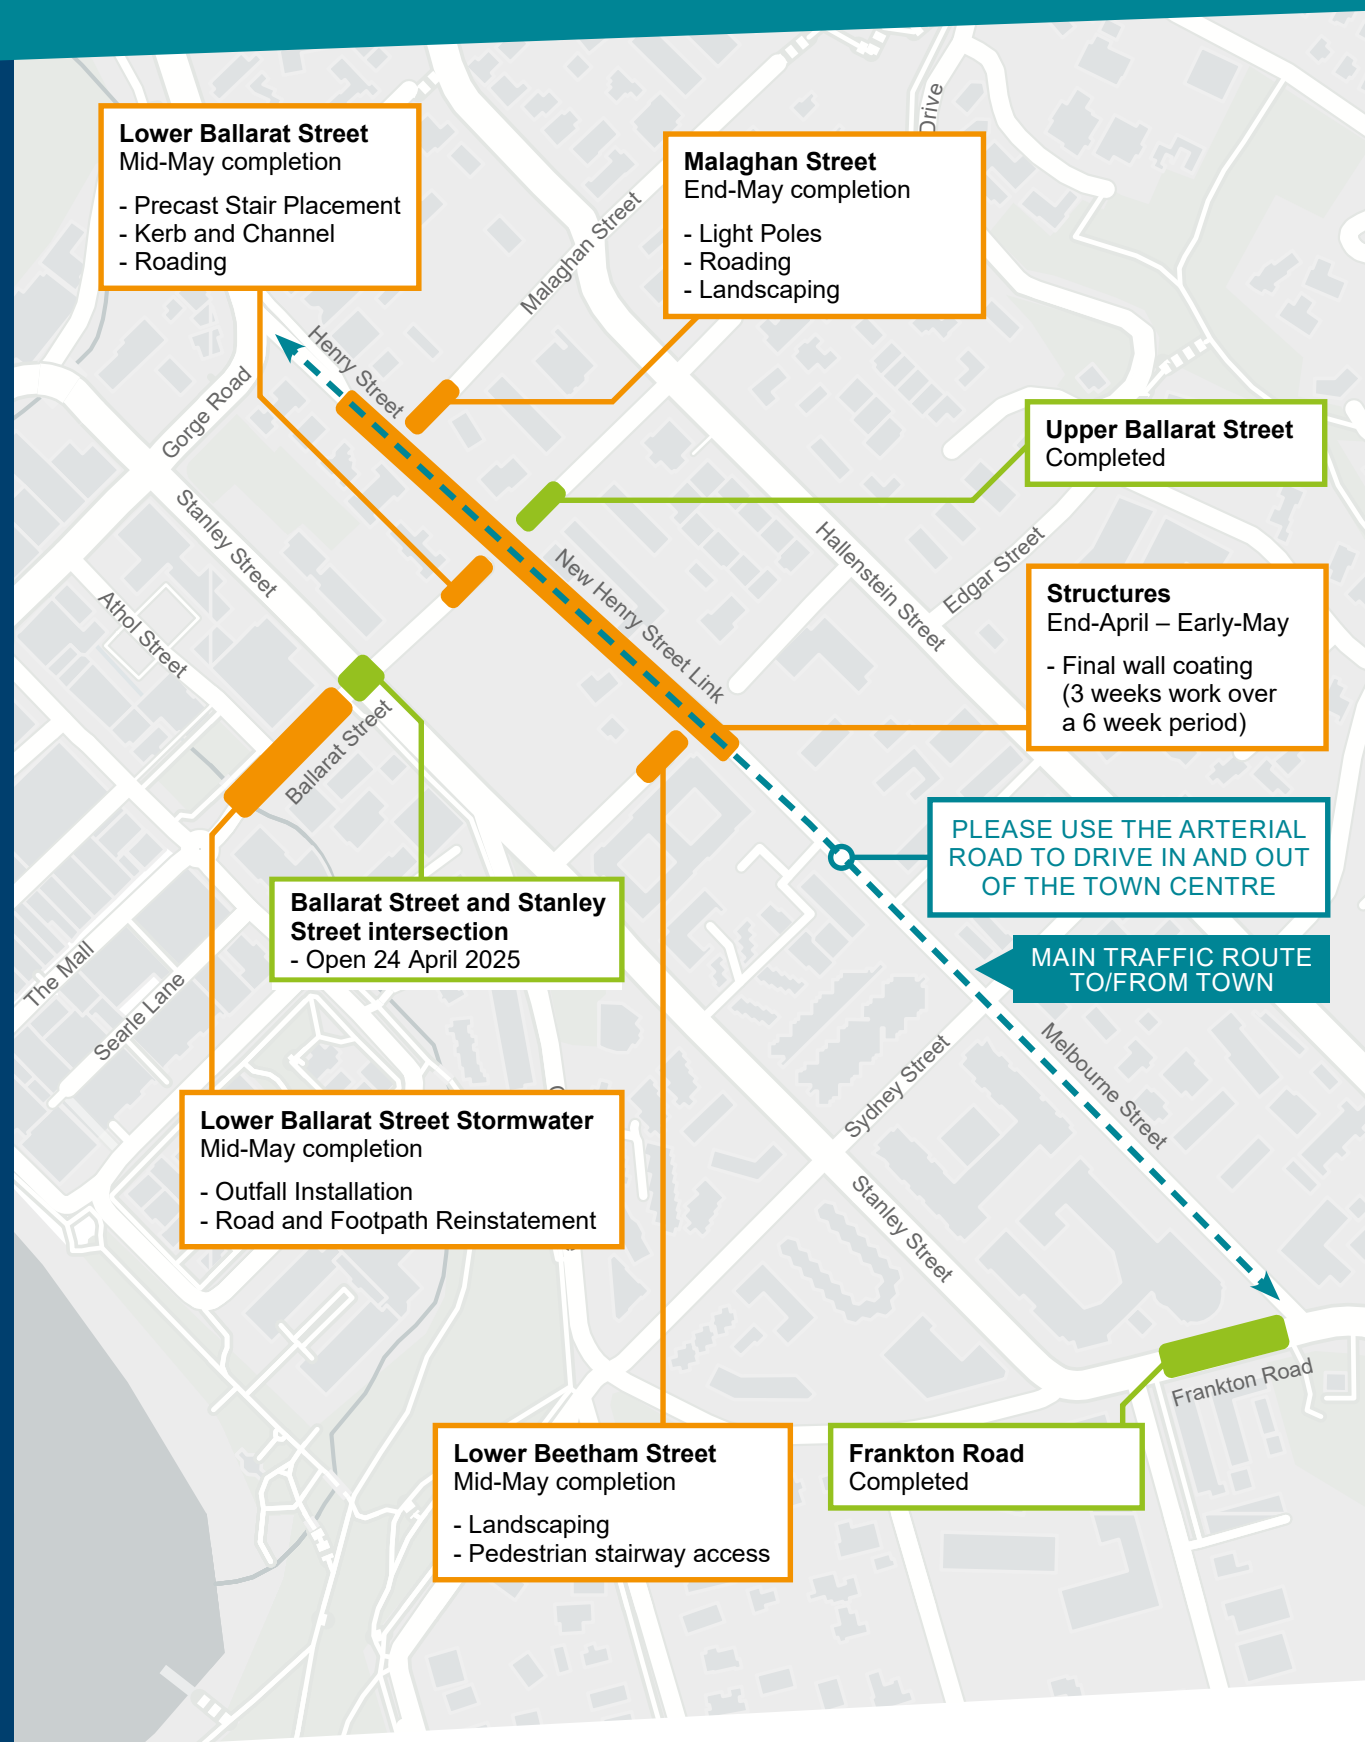 Lower Ballarat Street
Mid-May completion
- Precast Stair Placement
- Kerb and Channel
- Roading
Malaghan Street
End-May completion
- Light Poles
- Roading
- Landscaping
Drive
Malaghan Street
Henry Street
Gorge Road
Upper Ballarat Street
Completed
Stanley Street
Hallenstein Street
Edgar Street
New Henry Street Link
Athol Street
Structures
End-April – Early-May
- Final wall coating
(3 weeks work over
a 6 week period)
Ballarat Street
PLEASE USE THE ARTERIAL
ROAD TO DRIVE IN AND OUT
OF THE TOWN CENTRE
Ballarat Street and Stanley
Street intersection
- Open 24 April 2025
MAIN TRAFFIC ROUTE
TO/FROM TOWN
The Mall
Searle Lane
Melbourne Street
Sydney Street
Lower Ballarat Street Stormwater
Mid-May completion
- Outfall Installation
- Road and Footpath Reinstatement
Stanley Street
Frankton Road
Lower Beetham Street
Mid-May completion
- Landscaping
- Pedestrian stairway access
Frankton Road
Completed